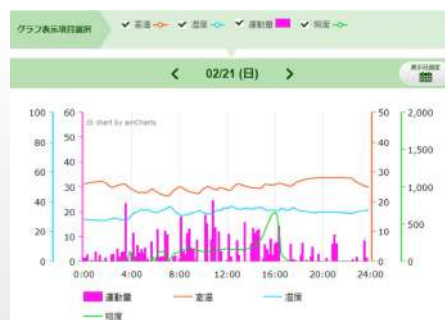 グラフ表示項目選択
✔ 室温 ✔ 湿度 ✔ 運動量 ✔ 照度
< 02/21 (日) >
表示日指定
100 60 50 2,000
80 50 40 1,500
60 40 30 1,000
40 30 20 500
20 20 10 0
0 10 0
0
JS chart by amCharts
0:00 4:00 8:00 12:00 16:00 20:00 24:00
運動量 室温 湿度
照度